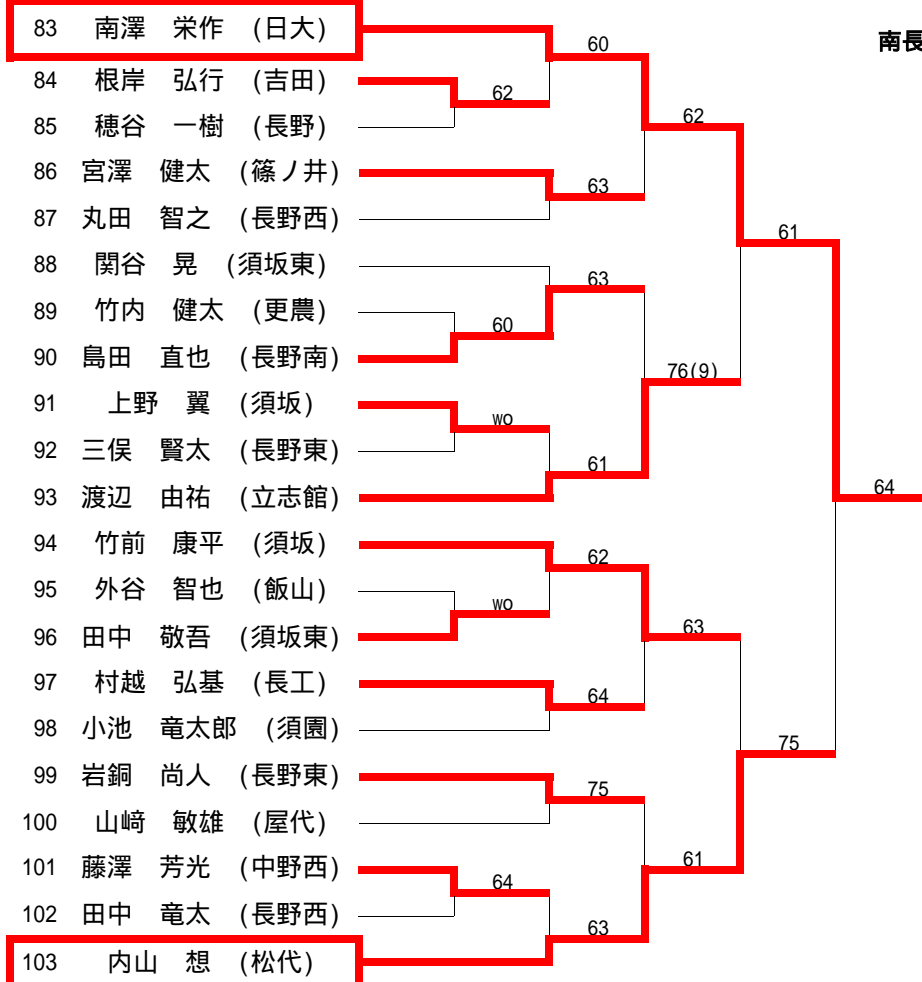 83 南澤 栄作 (日大)
60
南長
84 根岸 弘行 (吉田)
62
85 穂谷 一樹 (長野)
62
86 宮澤 健太 (篠ノ井)
63
87 丸田 智之 (長野西)
61
88 関谷 晃 (須坂東)
63
89 竹内 健太 (更農)
60
90 島田 直也 (長野南)
76(9)
91 上野 翼 (須坂)
wo
92 三俣 賢太 (長野東)
61
93 渡辺 由祐 (立志館)
64
94 竹前 康平 (須坂)
62
95 外谷 智也 (飯山)
wo
96 田中 敬吾 (須坂東)
63
97 村越 弘基 (長工)
64
98 小池 竜太郎 (須園)
75
99 岩銅 尚人 (長野東)
75
100 山﨑 敏雄 (屋代)
101 藤澤 芳光 (中野西)
61
64
102 田中 竜太 (長野西)
63
103 内山 想 (松代)